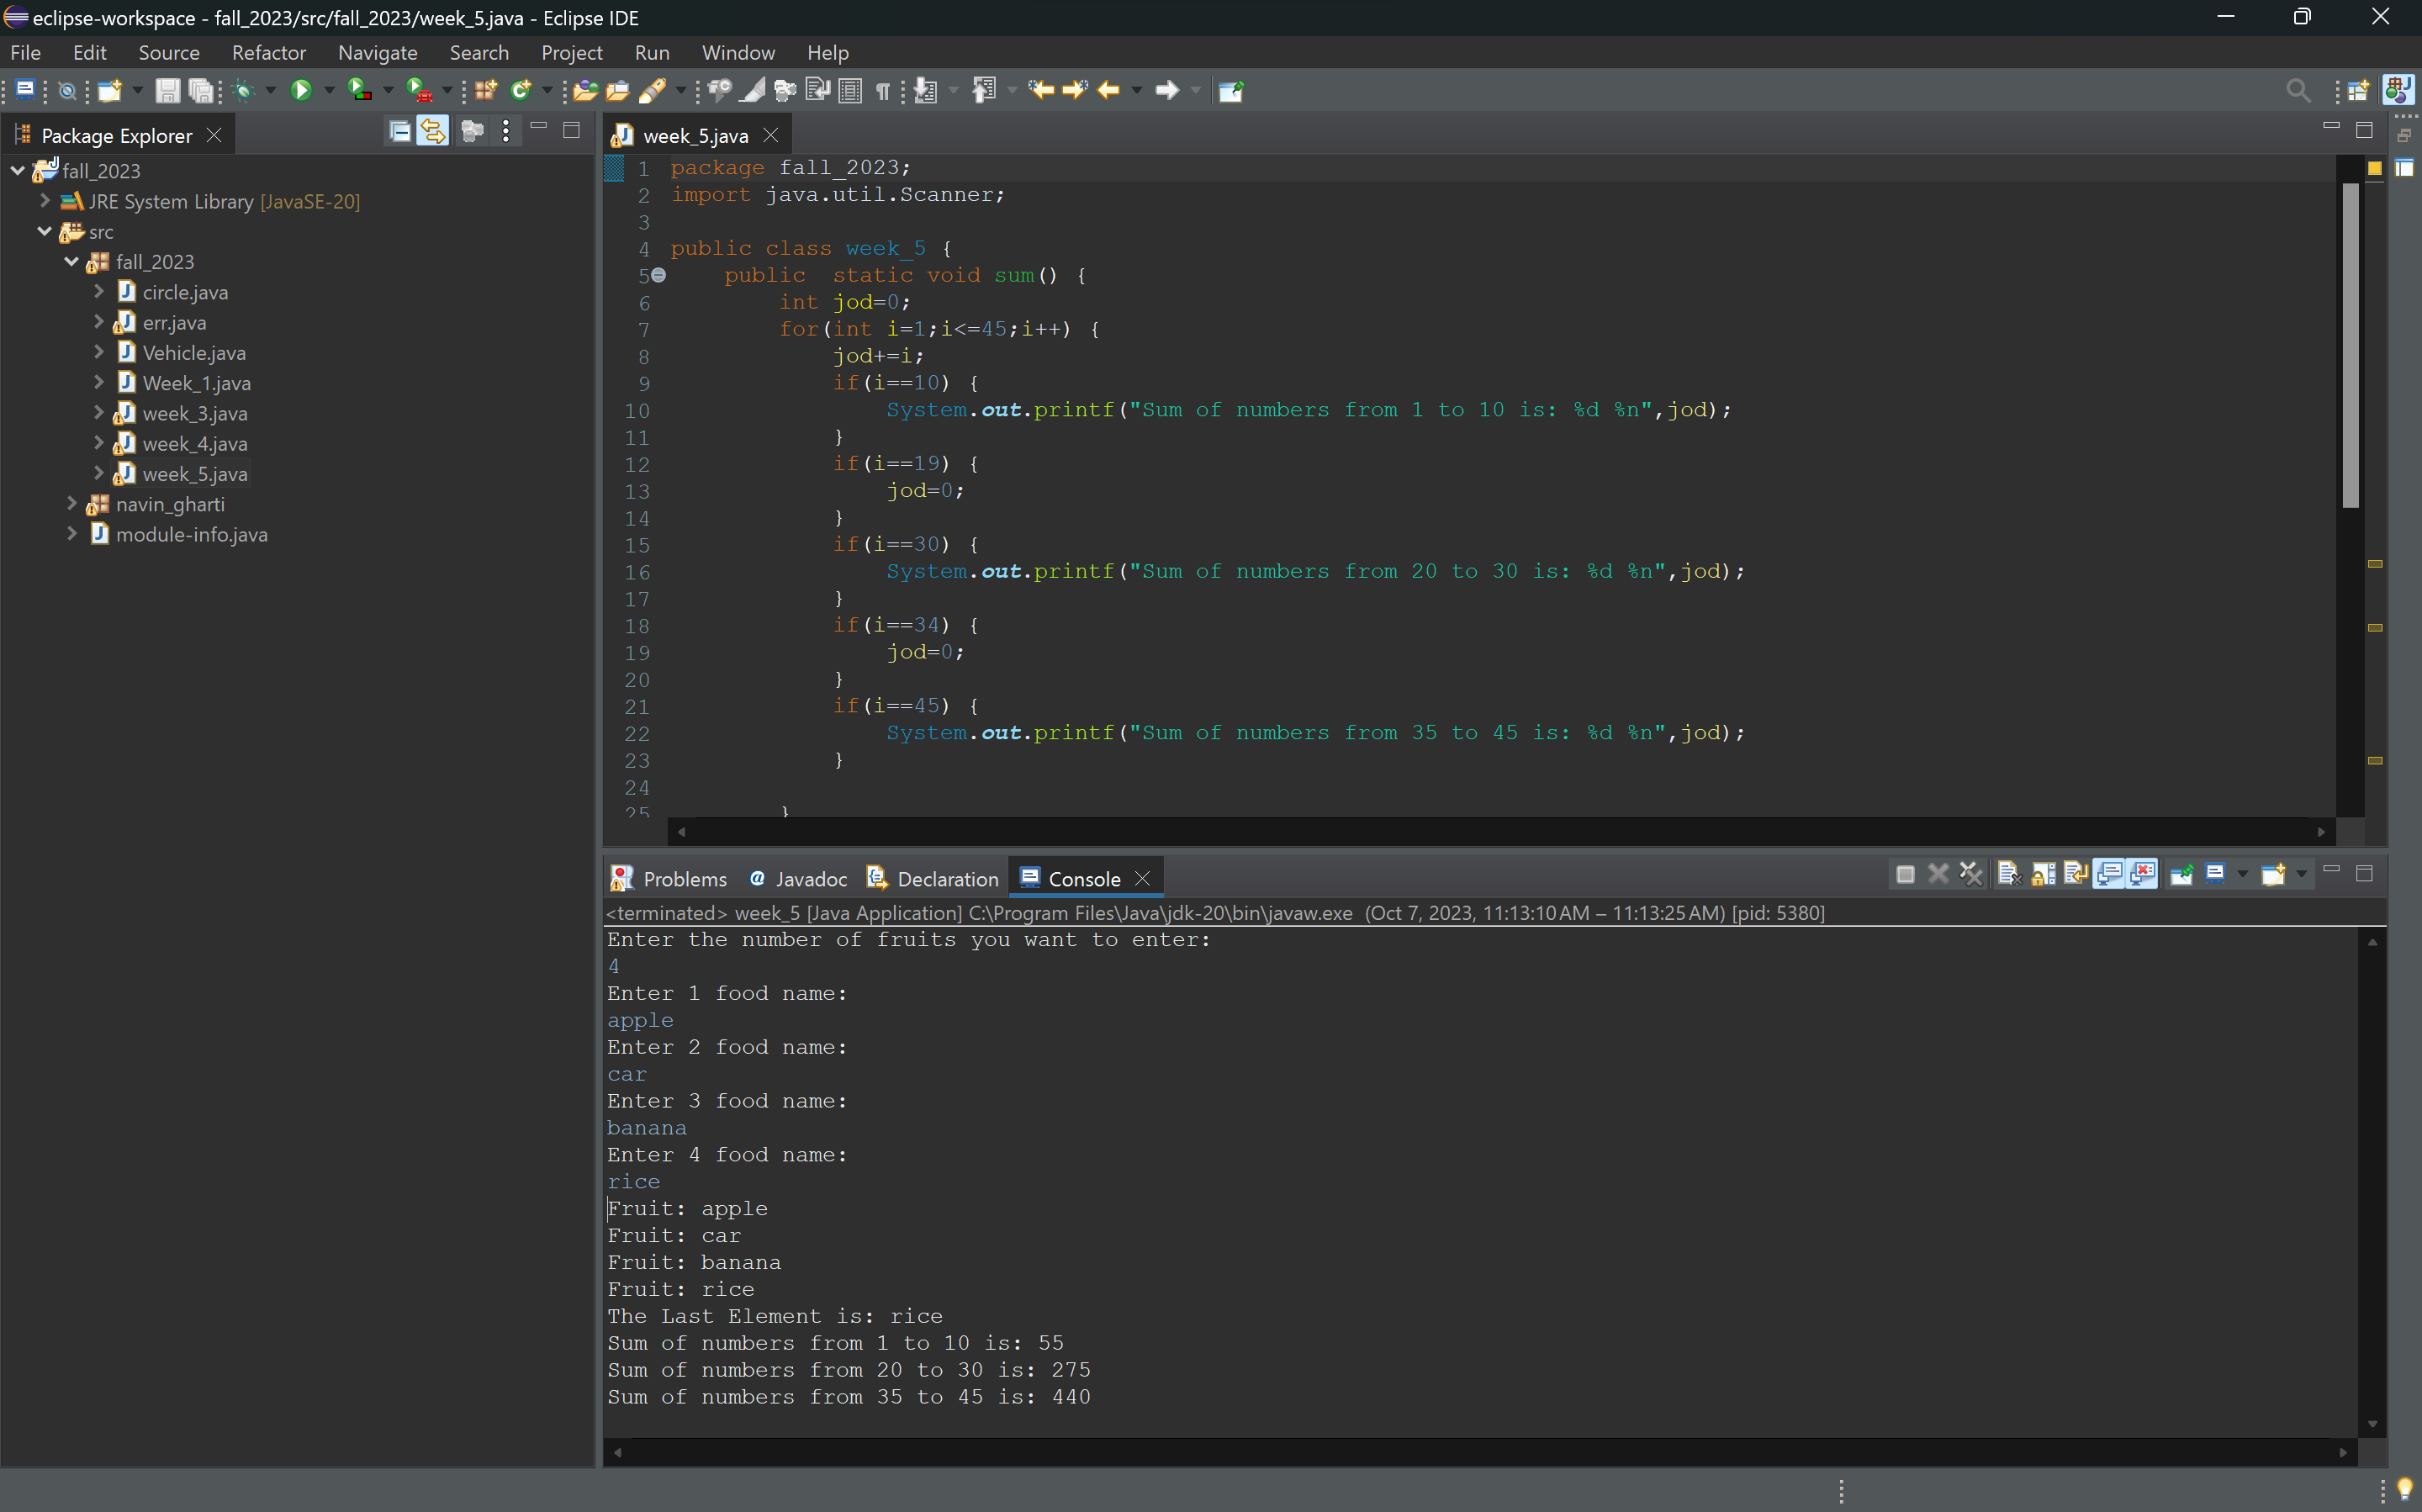 eclipse-workspace - fall_2023/src/fall_2023/week_5.java - Eclipse IDE
File Edit Source Refactor Navigate Search Project Run Window Help
Package Explorer
fall_2023
JRE System Library [JavaSE-20]
src
fall_2023
circle.java
err.java
Vehicle.java
Week_1.java
week_3.java
week_4.java
week_5.java
navin_gharti
module-info.java
week_5.java
1 package fall_2023;
2 import java.util.Scanner;
3
4 public class week_5 {
5 public  static void sum() {
6 int jod=0;
7 for(int i=1;i<=45;i++) {
8 jod+=i;
9 if(i==10) {
10 System.out.printf("Sum of numbers from 1 to 10 is: %d %n",jod);
11 }
12 if(i==19) {
13 jod=0;
14 }
15 if(i==30) {
16 System.out.printf("Sum of numbers from 20 to 30 is: %d %n",jod);
17 }
18 if(i==34) {
19 jod=0;
20 }
21 if(i==45) {
22 System.out.printf("Sum of numbers from 35 to 45 is: %d %n",jod);
23 }
24
25 }
Problems @ Javadoc Declaration Console
<terminated> week_5 [Java Application] C:\Program Files\Java\jdk-20\bin\javaw.exe (Oct 7, 2023, 11:13:10 AM – 11:13:25 AM) [pid: 5380]
Enter the number of fruits you want to enter:
4
Enter 1 food name:
apple
Enter 2 food name:
car
Enter 3 food name:
banana
Enter 4 food name:
rice
Fruit: apple
Fruit: car
Fruit: banana
Fruit: rice
The Last Element is: rice
Sum of numbers from 1 to 10 is: 55
Sum of numbers from 20 to 30 is: 275
Sum of numbers from 35 to 45 is: 440